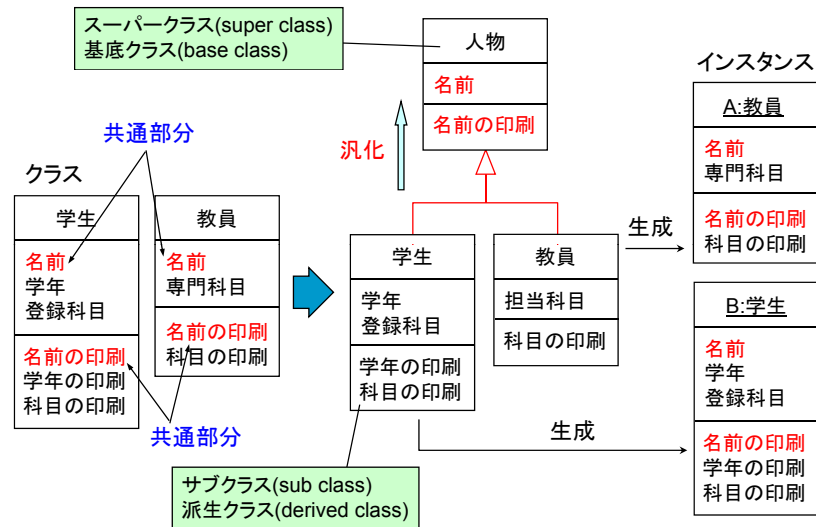 スーパークラス(super class)
基底クラス(base class)
人物
名前
名前の印刷
汎化
インスタンス
A:教員
名前
専門科目
名前の印刷
科目の印刷
共通部分
クラス
学生
名前
学年
登録科目
名前の印刷
学年の印刷
科目の印刷
教員
名前
専門科目
名前の印刷
科目の印刷
共通部分
学生
学年
登録科目
学年の印刷
科目の印刷
教員
担当科目
科目の印刷
生成
B:学生
名前
学年
登録科目
名前の印刷
学年の印刷
科目の印刷
生成
サブクラス(sub class)
派生クラス(derived class)